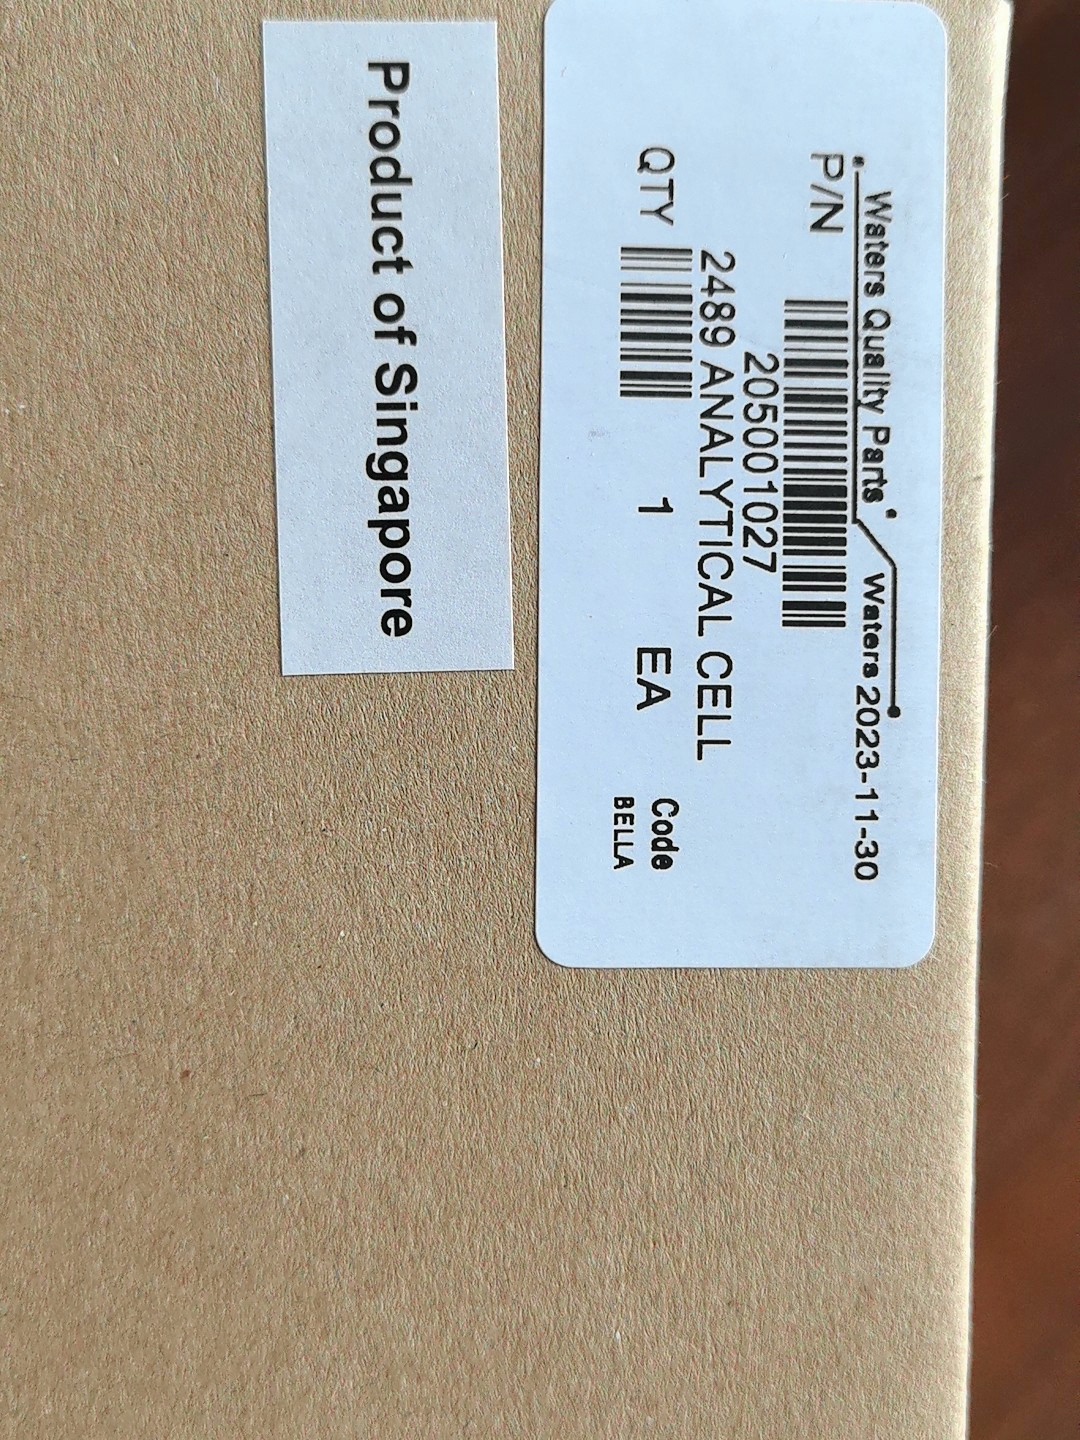 Waters Quality Parts
Waters 2023-11-30
P/N
205001027
2489 ANALYTICAL CELL
QTY 1 EA Code
BELLA
Product of Singapore